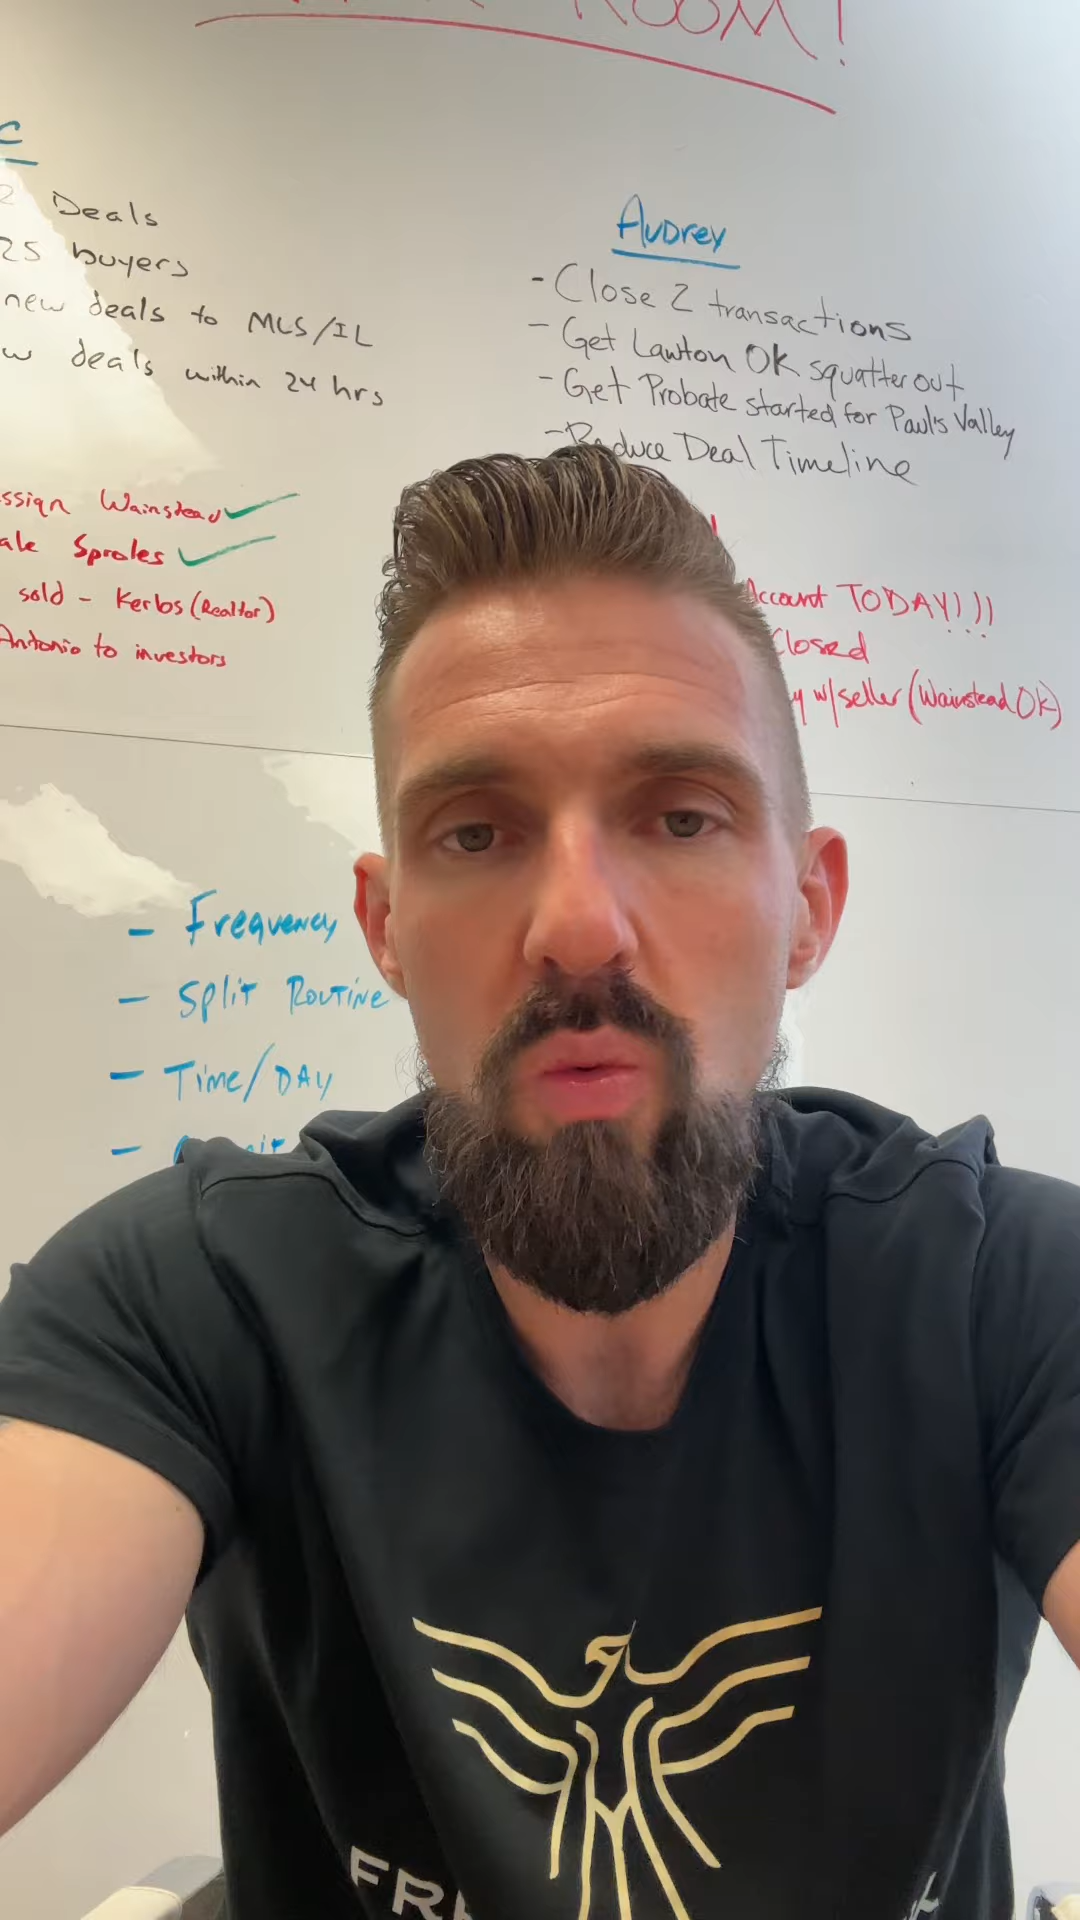 ROOM!
Deals
25 buyers
new deals to MLS/IL
deals within 24 hrs
Wainstead
Sproles
sold - Kerbs (Realtor)
Antonio to investors
Audrey
- Close 2 transactions
- Get Lawton OK squatter out
- Get Probate started for Paul's Valley
- Reduce Deal Timeline
Account TODAY!!!
Closed
w/seller (Wainstead OK)
- Frequency
- Split Routine
- Time/DAY